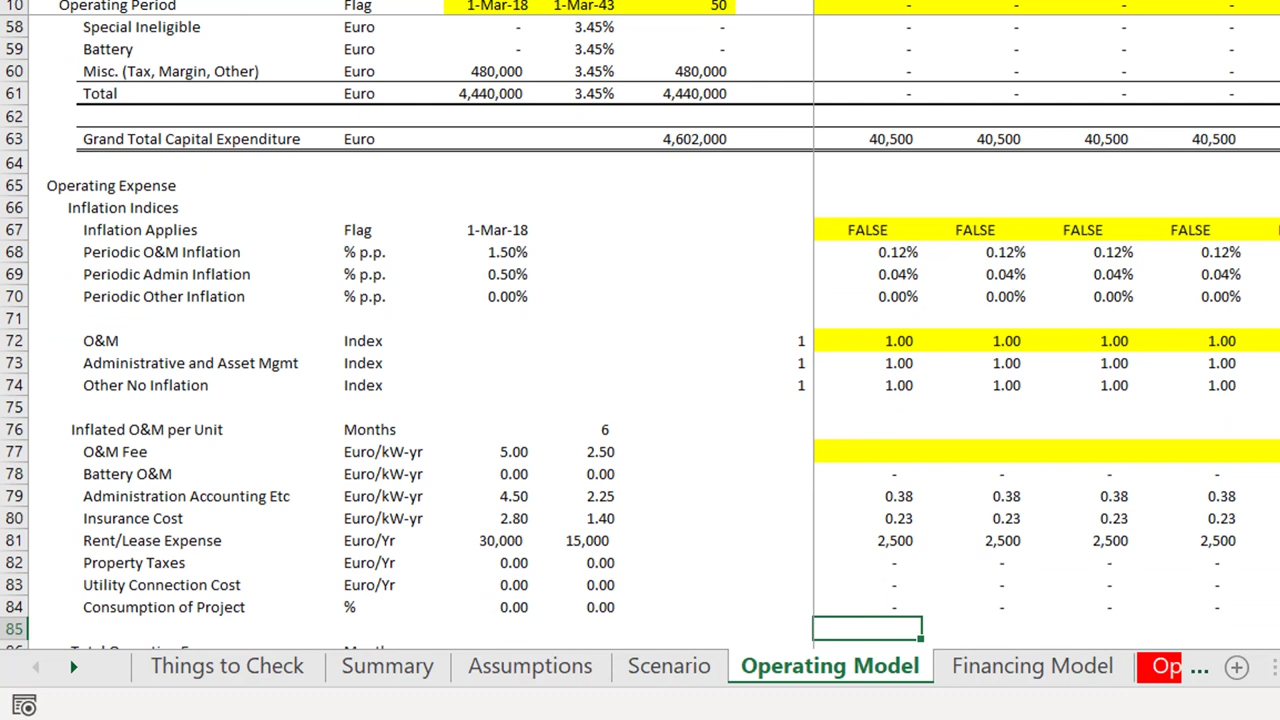 10 Operating Period Flag 1-Mar-18 1-Mar-43 50 - - - -
58 Special Ineligible Euro - 3.45% - - - - -
59 Battery Euro - 3.45% - - - - -
60 Misc. (Tax, Margin, Other) Euro 480,000 3.45% 480,000 - - - -
61 Total Euro 4,440,000 3.45% 4,440,000 - - - -
62
63 Grand Total Capital Expenditure Euro 4,602,000 40,500 40,500 40,500 40,500
64
65 Operating Expense
66 Inflation Indices
67 Inflation Applies Flag 1-Mar-18 FALSE FALSE FALSE FALSE
68 Periodic O&M Inflation % p.p. 1.50% 0.12% 0.12% 0.12% 0.12%
69 Periodic Admin Inflation % p.p. 0.50% 0.04% 0.04% 0.04% 0.04%
70 Periodic Other Inflation % p.p. 0.00% 0.00% 0.00% 0.00% 0.00%
71
72 O&M Index 1 1.00 1.00 1.00 1.00
73 Administrative and Asset Mgmt Index 1 1.00 1.00 1.00 1.00
74 Other No Inflation Index 1 1.00 1.00 1.00 1.00
75
76 Inflated O&M per Unit Months 6
77 O&M Fee Euro/kW-yr 5.00 2.50
78 Battery O&M Euro/kW-yr 0.00 0.00 - - - -
79 Administration Accounting Etc Euro/kW-yr 4.50 2.25 0.38 0.38 0.38 0.38
80 Insurance Cost Euro/kW-yr 2.80 1.40 0.23 0.23 0.23 0.23
81 Rent/Lease Expense Euro/Yr 30,000 15,000 2,500 2,500 2,500 2,500
82 Property Taxes Euro/Yr 0.00 0.00 - - - -
83 Utility Connection Cost Euro/Yr 0.00 0.00 - - - -
84 Consumption of Project % 0.00 0.00 - - - -
85
Things to Check Summary Assumptions Scenario Operating Model Financing Model Op ...